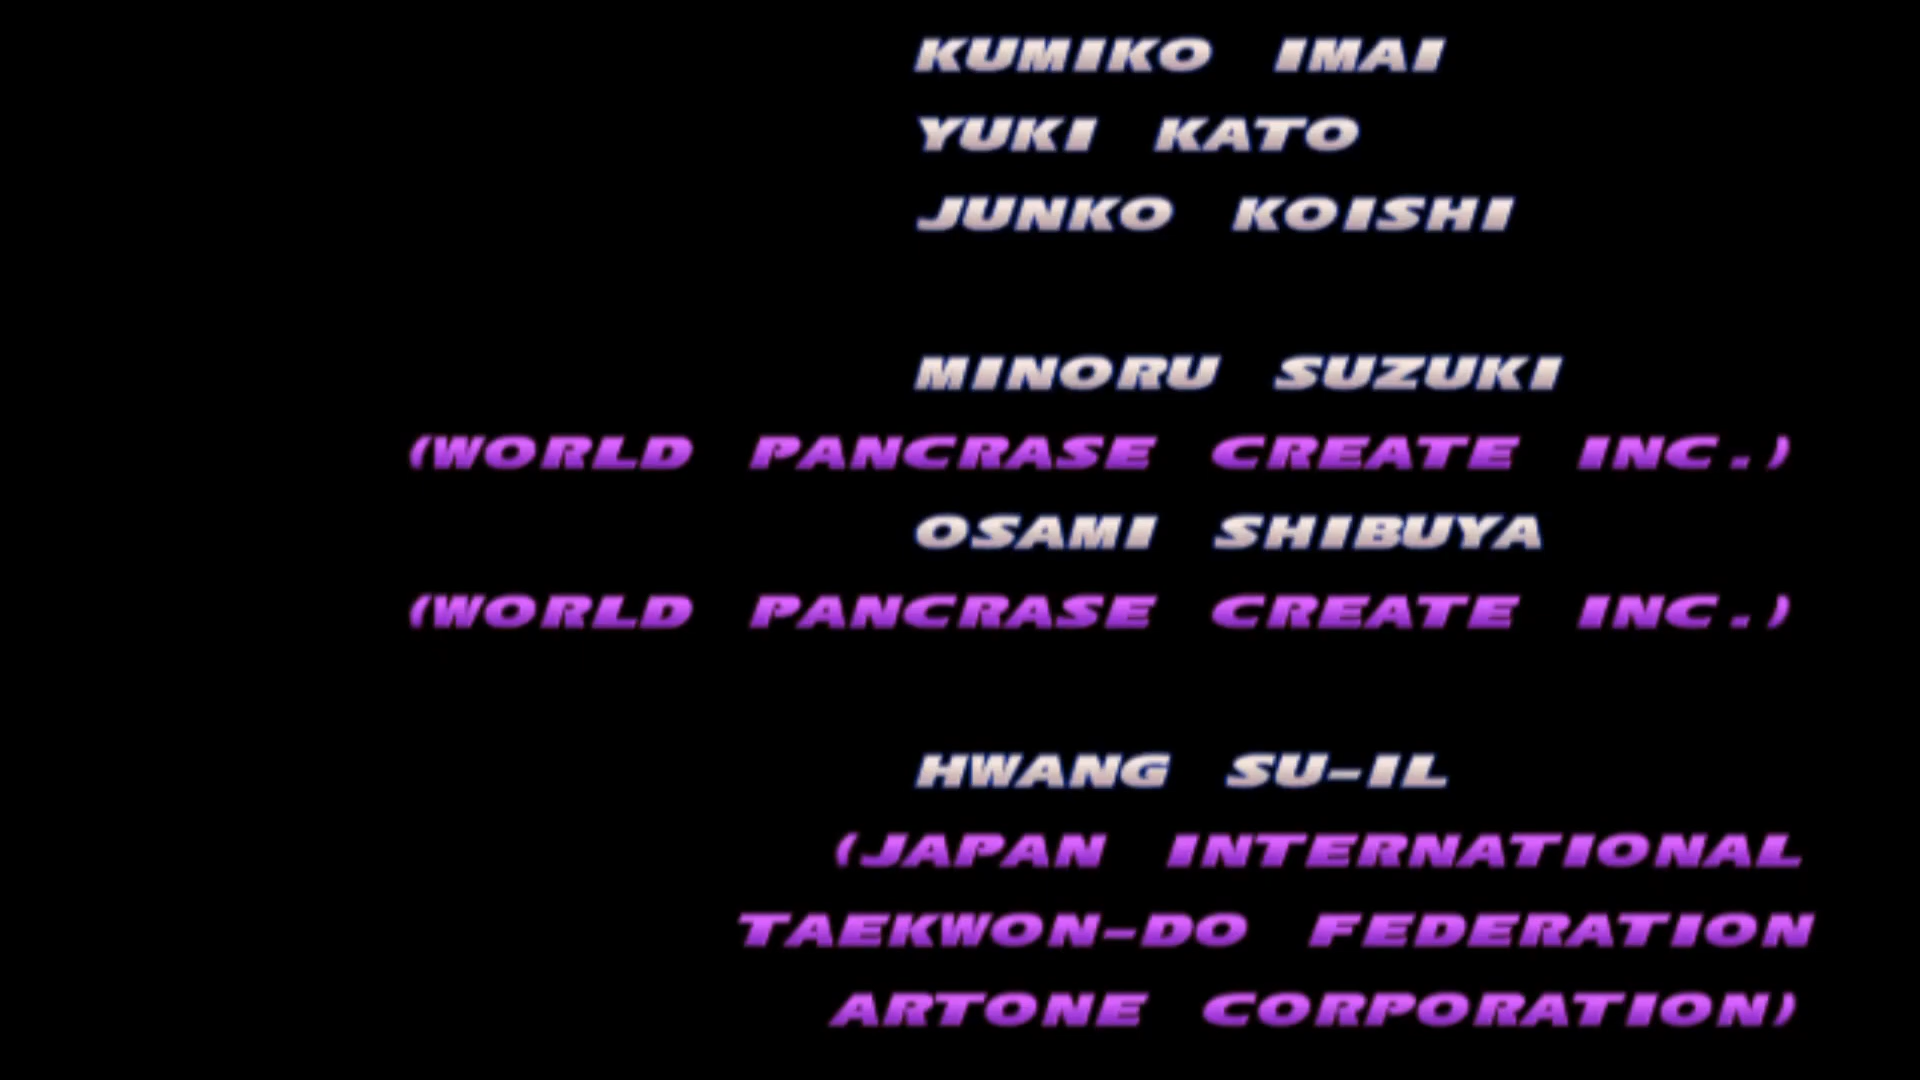 KUMIKO IMAI
YUKI KATO
JUNKO KOISHI
MINORU SUZUKI
(WORLD PANCRASE CREATE INC.)
OSAMI SHIBUYA
(WORLD PANCRASE CREATE INC.)
HWANG SU-IL
(JAPAN INTERNATIONAL
TAEKWON-DO FEDERATION
ARTONE CORPORATION)